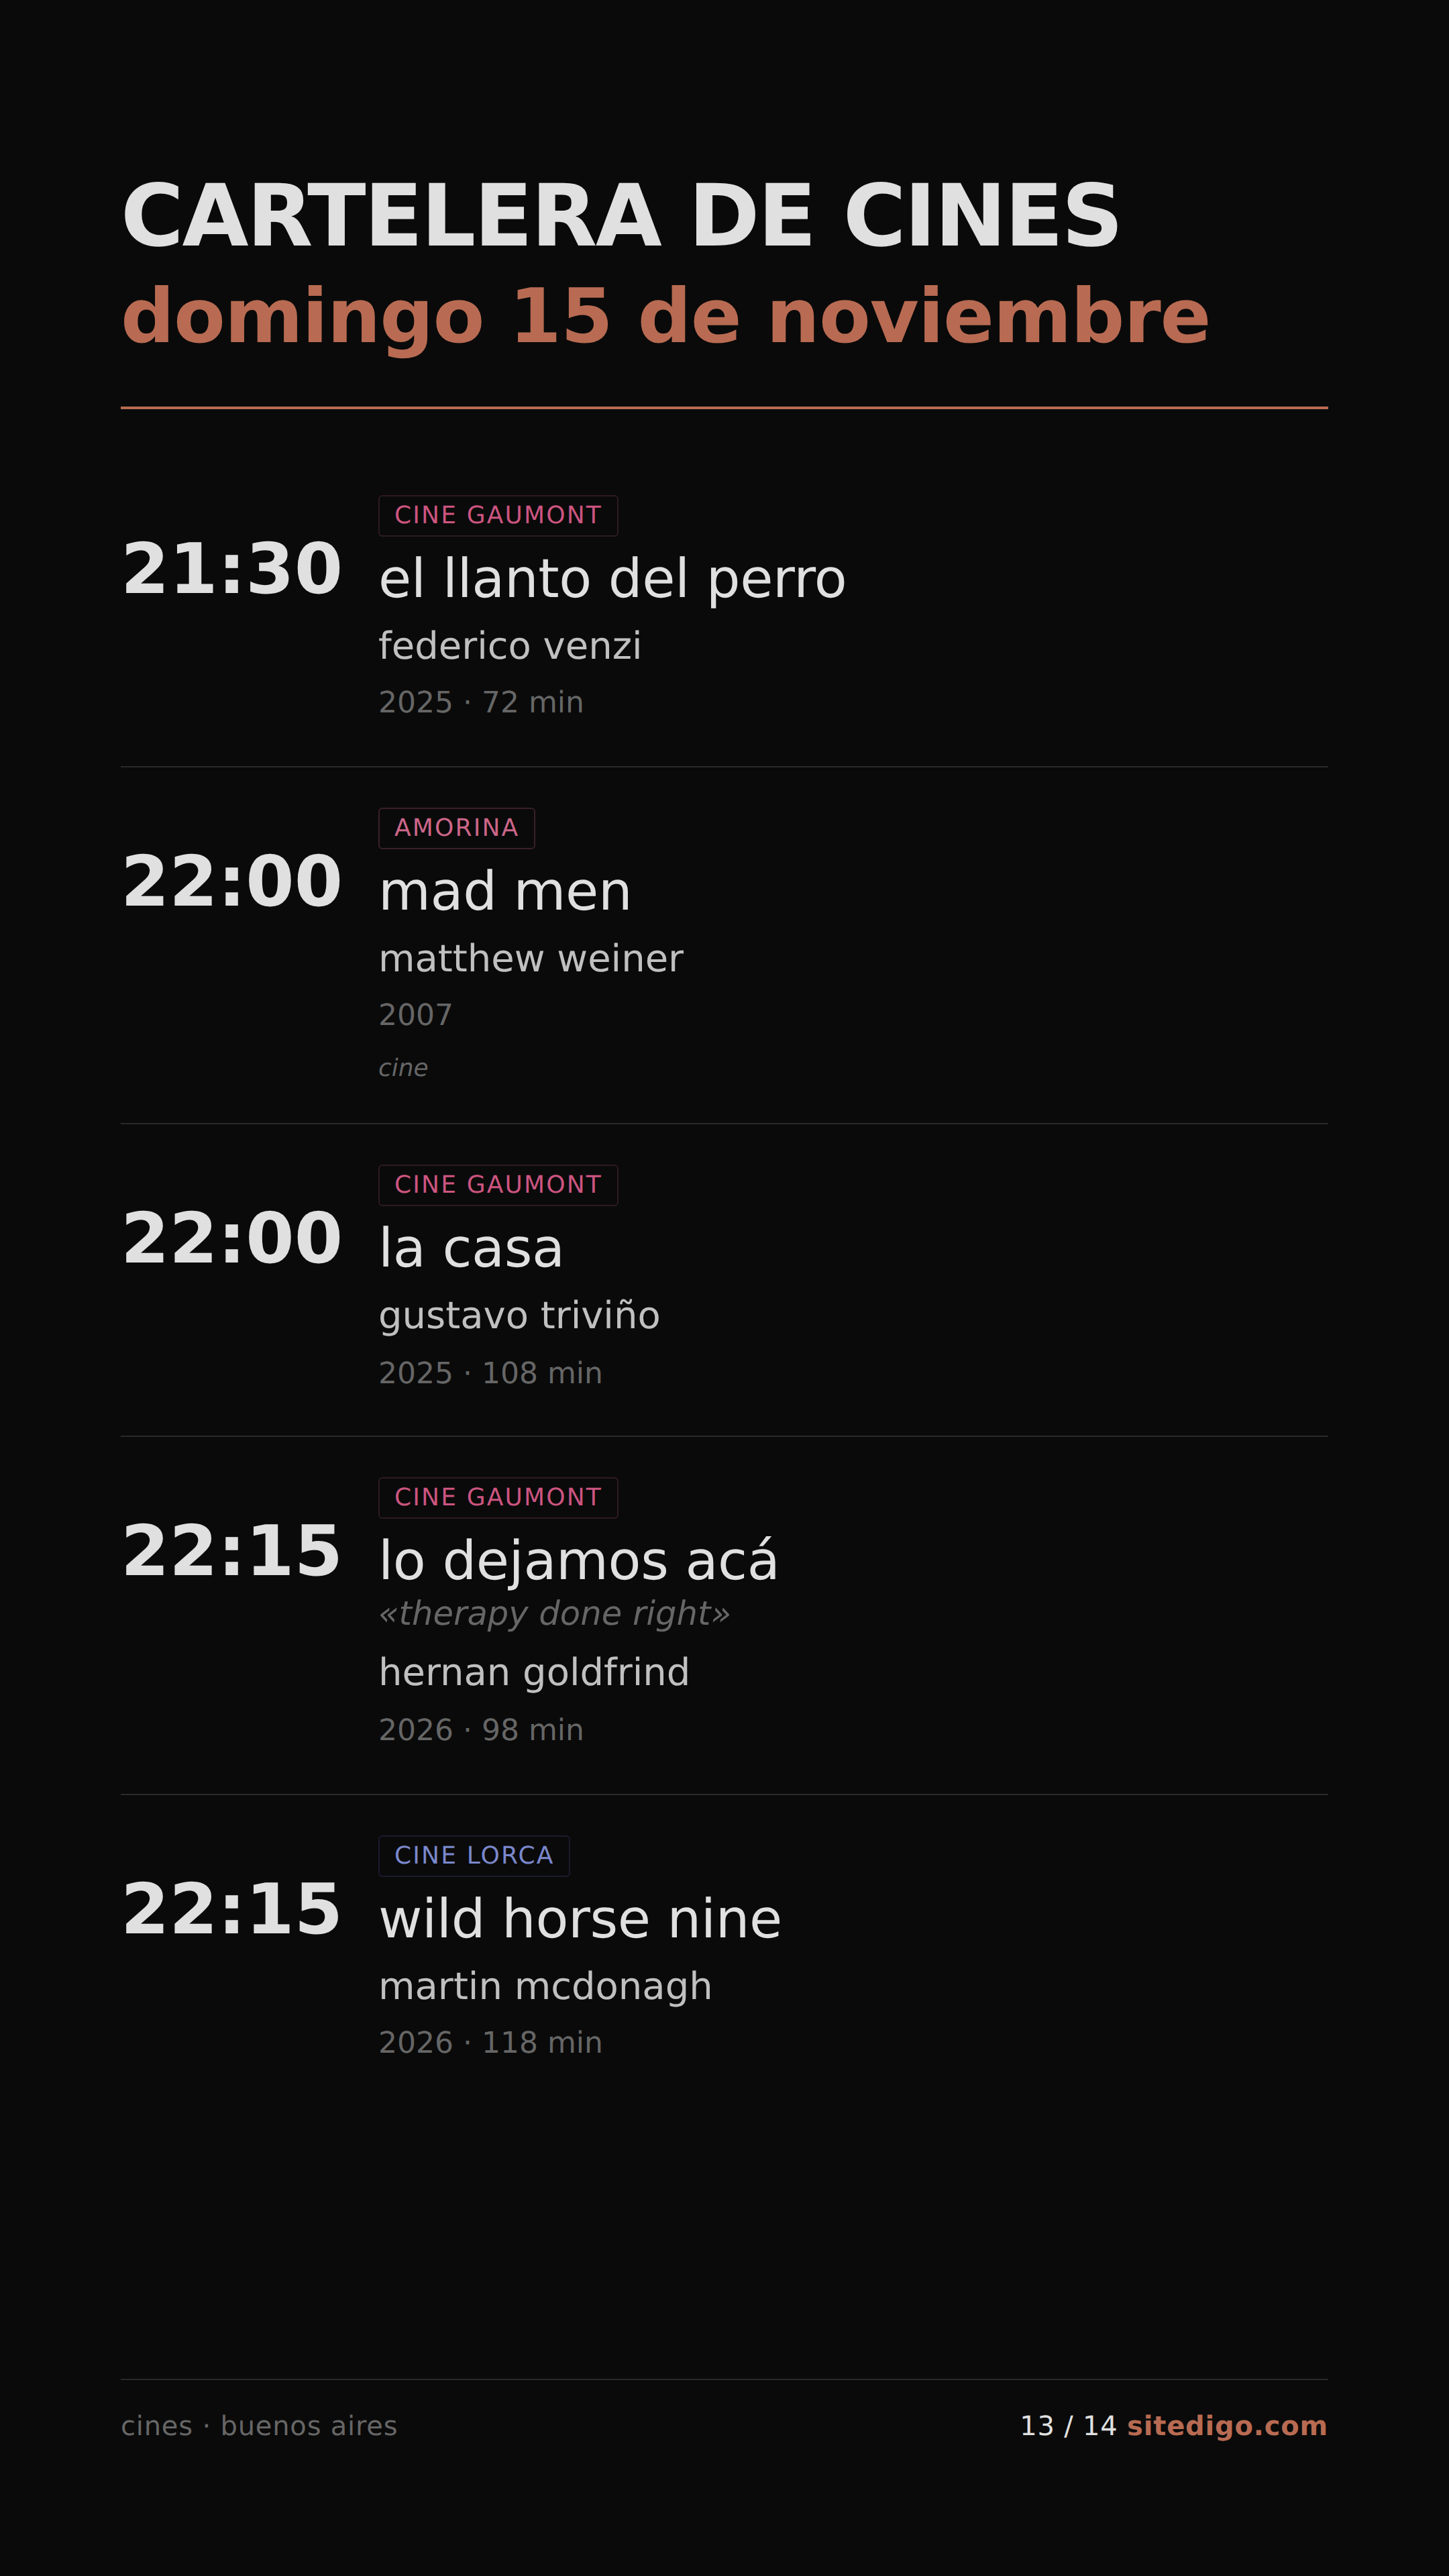 CARTELERA DE CINES
domingo 15 de noviembre
CINE GAUMONT
21:30
el llanto del perro
federico venzi
2025 · 72 min
AMORINA
22:00
mad men
matthew weiner
2007
cine
CINE GAUMONT
22:00
la casa
gustavo triviño
2025 · 108 min
CINE GAUMONT
22:15
lo dejamos acá
«therapy done right»
hernan goldfrind
2026 · 98 min
CINE LORCA
22:15
wild horse nine
martin mcdonagh
2026 · 118 min
cines · buenos aires
13 / 14 sitedigo.com